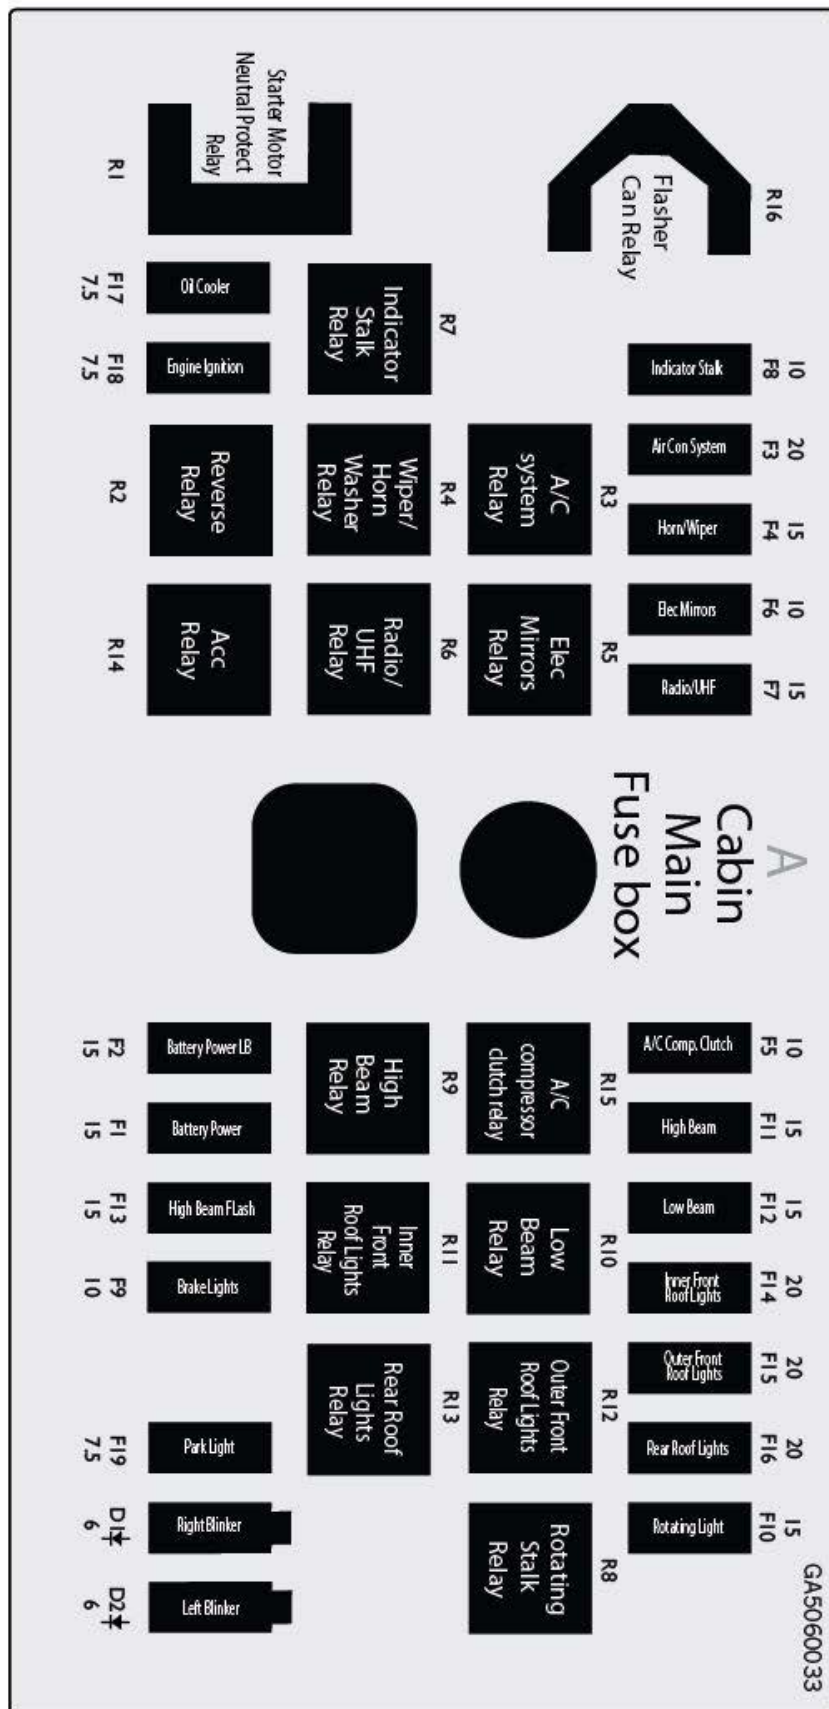 Starter Motor
Neutral Protect
Relay
R1
Flasher
Can Relay
R16
Oil Cooler
F17
7.5
Indicator
Stalk
Relay
R7
Engine Ignition
F18
7.5
Indicator Stalk
10
F8
Reverse
Relay
R2
Wiper/
Horn
Washer
Relay
R4
A/C
system
Relay
R3
Air Con System
20
F3
Horn/Wiper
15
F4
Acc
Relay
R14
Radio/
UHF
Relay
R6
Elec
Mirrors
Relay
R5
Elec Mirrors
10
F6
Radio/UHF
15
F7
A
Cabin
Main
Fuse box
Battery Power LB
F2
15
High
Beam
Relay
R9
A/C
compressor
clutch relay
R15
A/C Comp. Clutch
10
F5
Battery Power
F1
15
High Beam
15
F11
High Beam FLash
F13
15
Inner
Front
Roof Lights
Relay
R11
Low
Beam
Relay
R10
Low Beam
15
F12
Brake Lights
F9
10
Inner Front
Roof Lights
20
F14
Rear Roof
Lights
Relay
R13
Outer Front
Roof Lights
Relay
R12
Outer Front
Roof Lights
20
F15
Park Light
F19
7.5
Rear Roof Lights
20
F16
Right Blinker
D1
6
Rotating
Stalk
Relay
R8
Rotating Light
15
F10
Left Blinker
D2
6
GA5060033